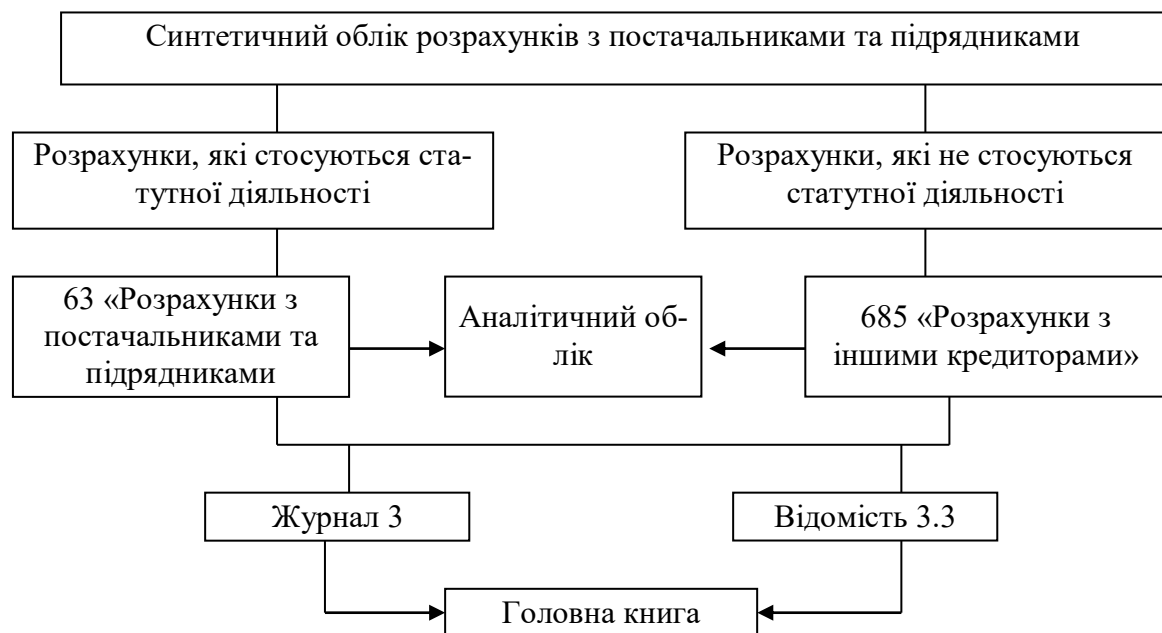 Синтетичний облік розрахунків з постачальниками та підрядниками
Розрахунки, які стосуються ста-
тутної діяльності
Розрахунки, які не стосуються
статутної діяльності
63 «Розрахунки з
постачальниками та
підрядниками
Аналітичний об-
лік
685 «Розрахунки з
іншими кредиторами»
Журнал 3
Відомість 3.3
Головна книга